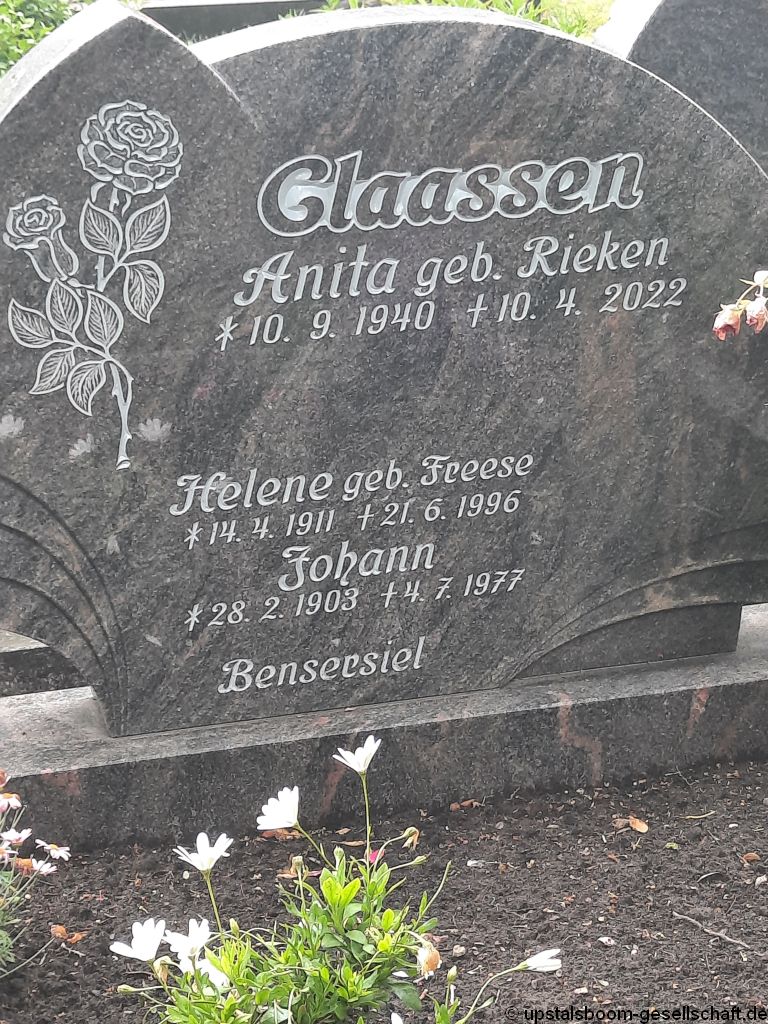 Claassen
Anita geb. Rieken
* 10. 9. 1940 † 10. 4. 2022
Helene geb. Freese
* 14. 4. 1911 † 21. 6. 1996
Johann
* 28. 2. 1903 † 4. 7. 1977
Bensersiel
© upstalsboom-gesellschaft.de